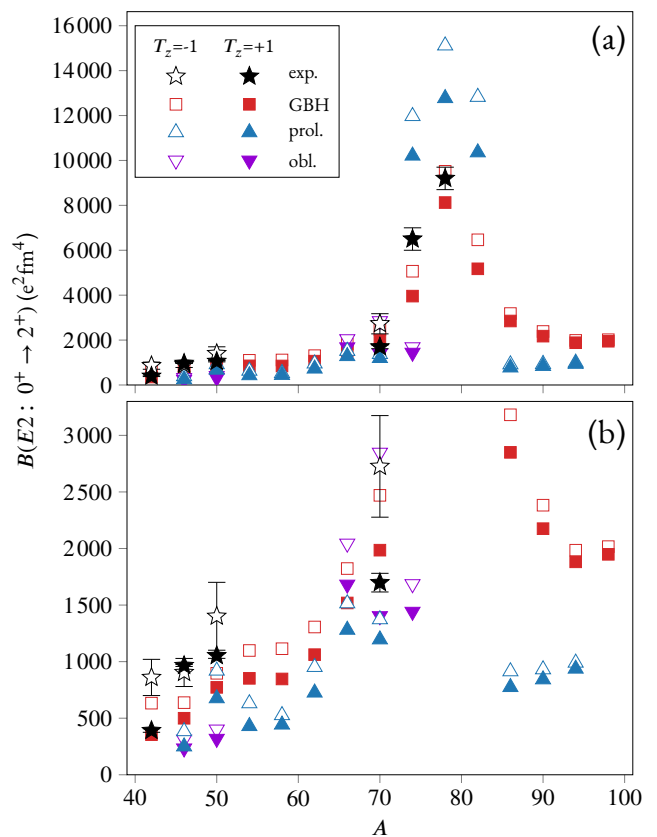 B(E2: 0⁺ → 2⁺) (e²fm⁴)
(a)
16 000
14 000
12 000
10 000
8 000
6 000
4 000
2 000
0
T_z=-1 T_z=+1
exp.
GBH
prol.
obl.
(b)
3 000
2 500
2 000
1 500
1 000
500
0
40 50 60 70 80 90 100
A